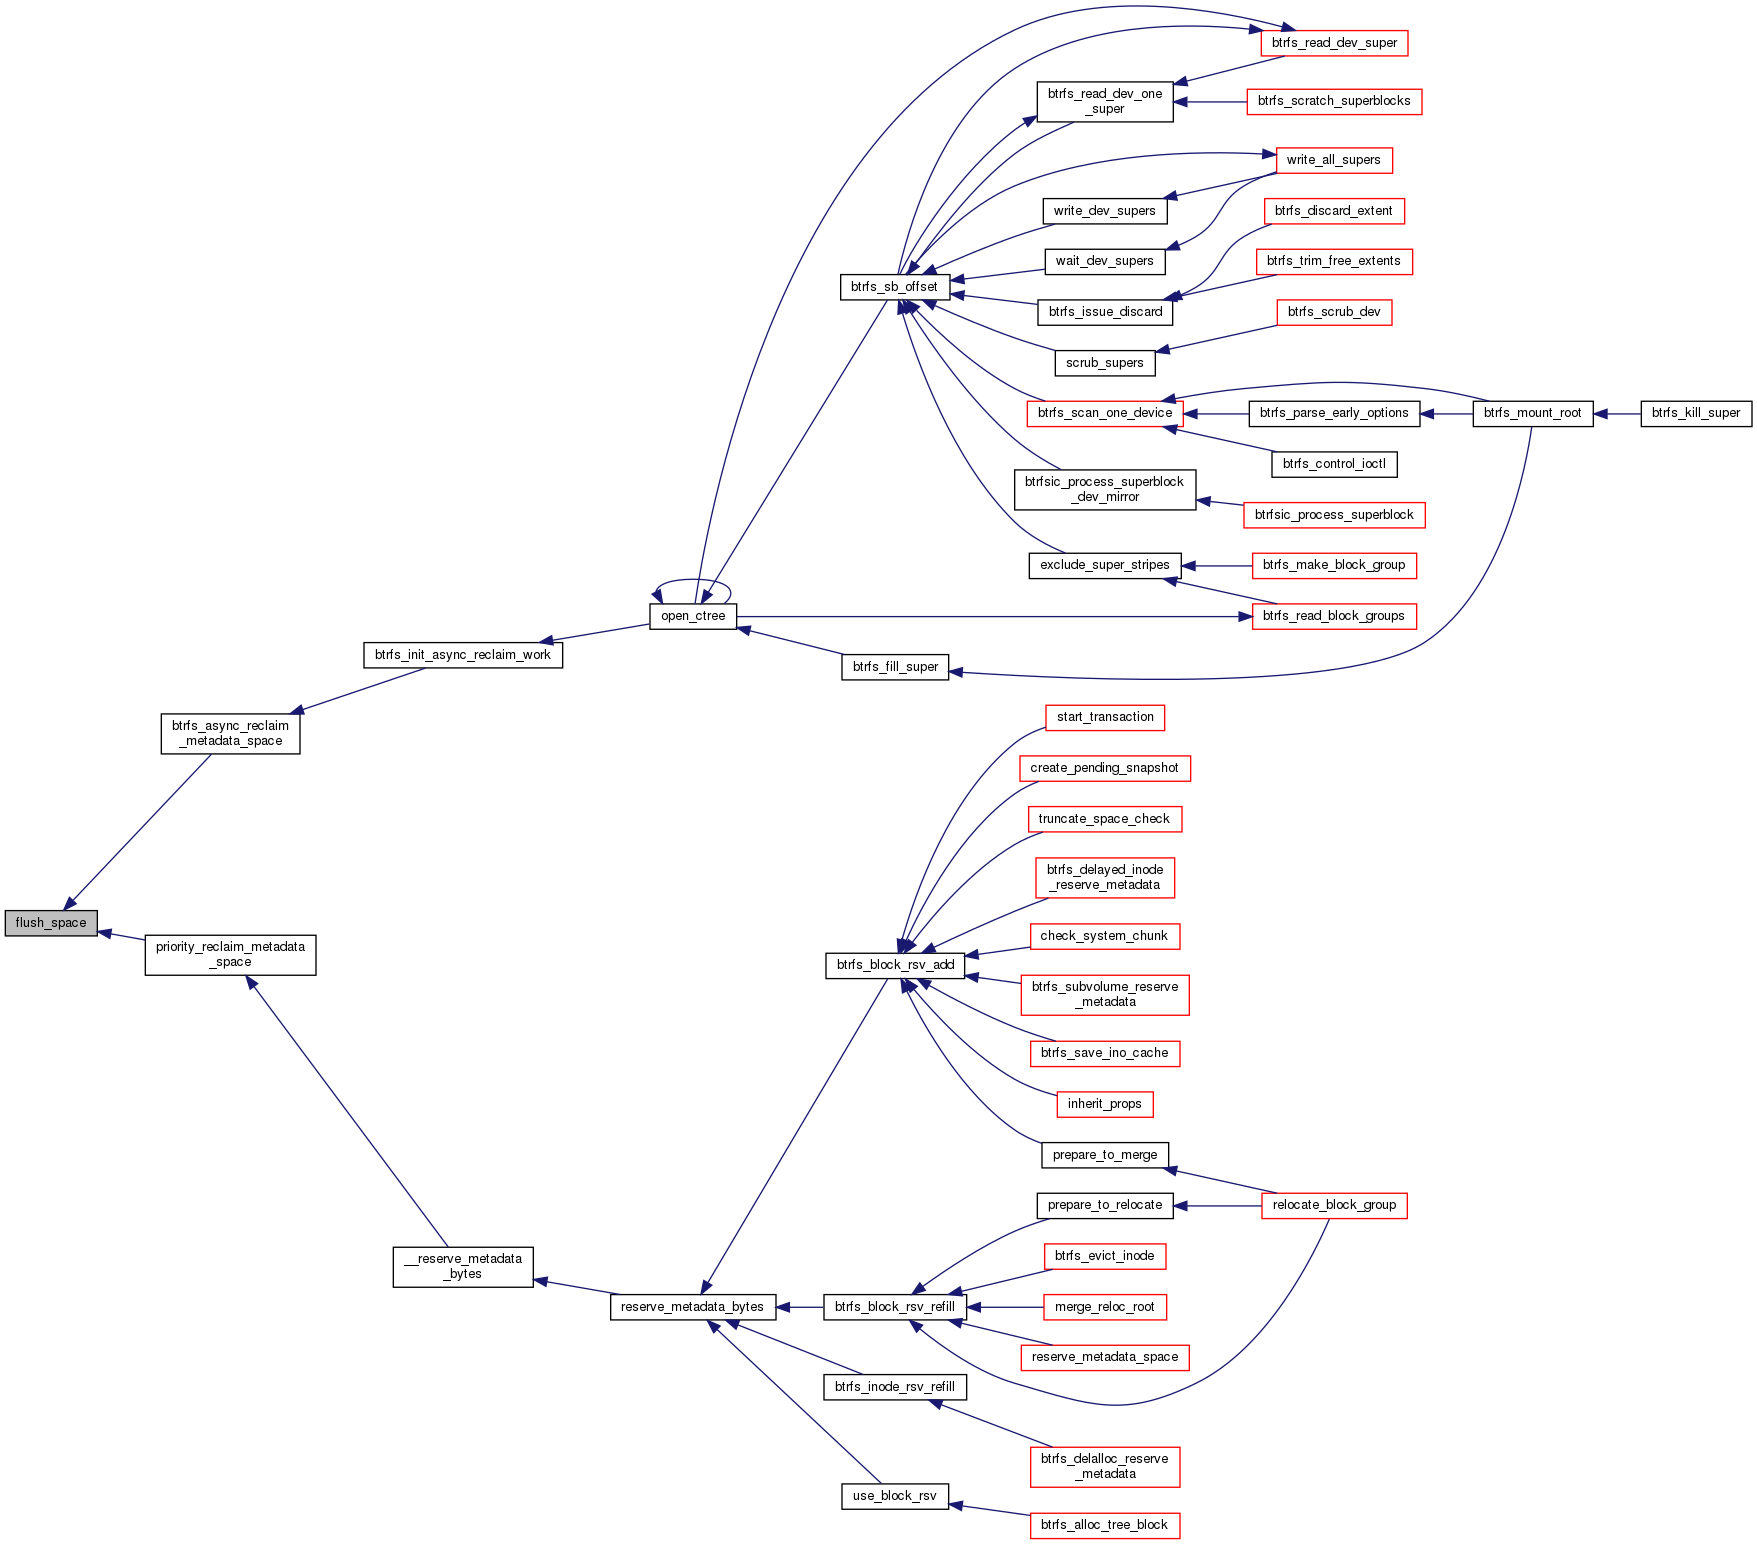 btrfs_read_dev_super
btrfs_read_dev_one
_super
btrfs_scratch_superblocks
write_all_supers
write_dev_supers
btrfs_discard_extent
wait_dev_supers
btrfs_trim_free_extents
btrfs_sb_offset
btrfs_issue_discard
btrfs_scrub_dev
scrub_supers
btrfs_scan_one_device
btrfs_parse_early_options
btrfs_mount_root
btrfs_kill_super
btrfs_control_ioctl
btrfsic_process_superblock
_dev_mirror
btrfsic_process_superblock
exclude_super_stripes
btrfs_make_block_group
open_ctree
btrfs_read_block_groups
btrfs_init_async_reclaim_work
btrfs_fill_super
btrfs_async_reclaim
_metadata_space
start_transaction
create_pending_snapshot
truncate_space_check
btrfs_delayed_inode
_reserve_metadata
flush_space
check_system_chunk
priority_reclaim_metadata
_space
btrfs_block_rsv_add
btrfs_subvolume_reserve
_metadata
btrfs_save_ino_cache
inherit_props
prepare_to_merge
prepare_to_relocate
relocate_block_group
__reserve_metadata
_bytes
btrfs_evict_inode
reserve_metadata_bytes
btrfs_block_rsv_refill
merge_reloc_root
reserve_metadata_space
btrfs_inode_rsv_refill
btrfs_delalloc_reserve
_metadata
use_block_rsv
btrfs_alloc_tree_block